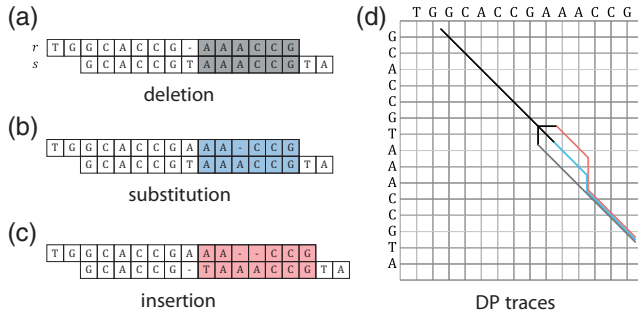 (a)
r T G G C A C C G - A A A C C G
s G C A C C G T A A A C C G T A
deletion
(b)
T G G C A C C G A A A - C C G
G C A C C G T A A A C C G T A
substitution
(c)
T G G C A C C G A A A - - C C G
G C A C C G - T A A A C C G T A
insertion
(d)
T G G C A C C G A A A C C G
G
C
A
C
C
G
T
A
A
A
C
C
G
T
A
DP traces